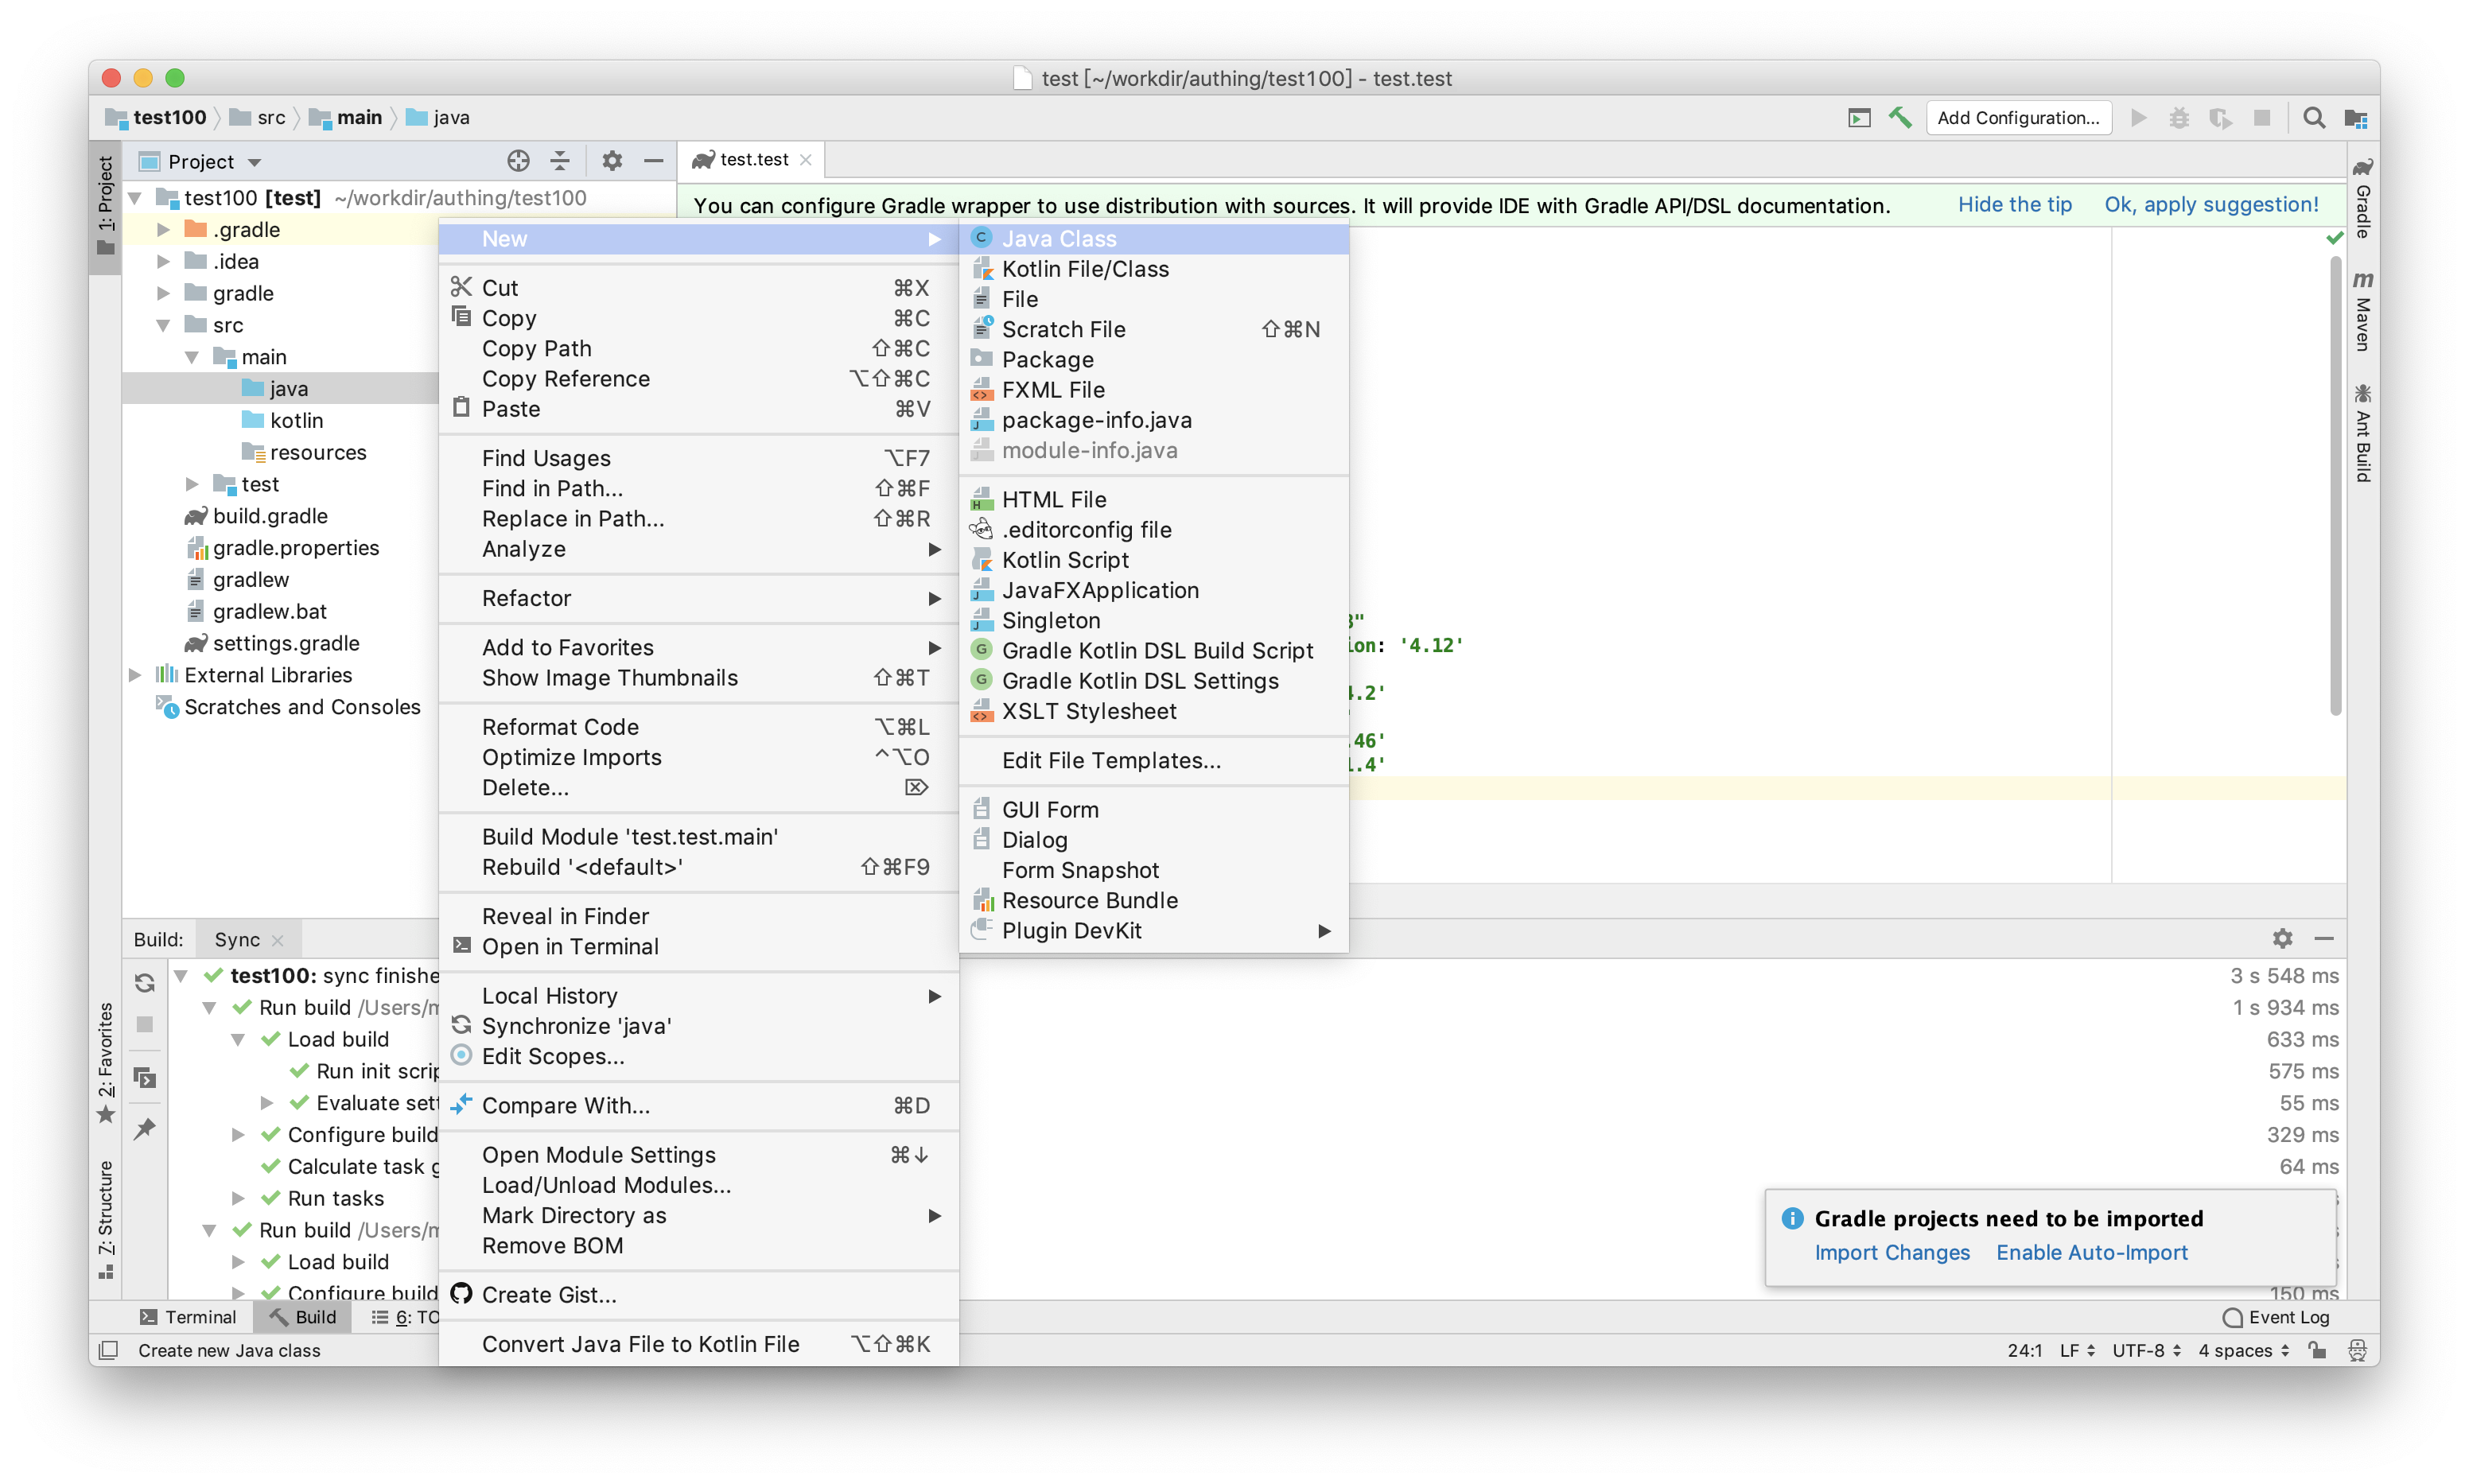 test [~/workdir/authing/test100] - test.test
test100 src main java
Add Configuration...
1: Project
Project
test.test
test100 [test] ~/workdir/authing/test100
.gradle
.idea
gradle
src
main
java
kotlin
resources
test
build.gradle
gradle.properties
gradlew
gradlew.bat
settings.gradle
External Libraries
Scratches and Consoles
You can configure Gradle wrapper to use distribution with sources. It will provide IDE with Gradle API/DSL documentation.
Hide the tip
Ok, apply suggestion!
New
Cut ⌘X
Copy ⌘C
Copy Path ⇧⌘C
Copy Reference ⌥⇧⌘C
Paste ⌘V
Find Usages ⌥F7
Find in Path... ⇧⌘F
Replace in Path... ⇧⌘R
Analyze
Refactor
Add to Favorites
Show Image Thumbnails ⇧⌘T
Reformat Code ⌥⌘L
Optimize Imports ^⌥O
Delete... ⌦
Build Module 'test.test.main'
Rebuild '<default>' ⇧⌘F9
Reveal in Finder
Open in Terminal
Local History
Synchronize 'java'
Edit Scopes...
Compare With... ⌘D
Open Module Settings ⌘↓
Load/Unload Modules...
Mark Directory as
Remove BOM
Create Gist...
Convert Java File to Kotlin File ⌥⇧⌘K
Java Class
Kotlin File/Class
File
Scratch File ⇧⌘N
Package
FXML File
package-info.java
module-info.java
HTML File
.editorconfig file
Kotlin Script
JavaFXApplication
Singleton
Gradle Kotlin DSL Build Script
Gradle Kotlin DSL Settings
XSLT Stylesheet
Edit File Templates...
GUI Form
Dialog
Form Snapshot
Resource Bundle
Plugin DevKit
ion: '4.12'
.2'
.46'
.4'
Gradle
Maven
Ant Build
Build:
Sync
test100: sync finishe
3 s 548 ms
Run build /Users/m
1 s 934 ms
Load build
633 ms
Run init scrip
575 ms
Evaluate sett
55 ms
Configure build
329 ms
Calculate task g
64 ms
Run tasks
Run build /Users/m
Load build
Configure build
150 ms
Gradle projects need to be imported
Import Changes Enable Auto-Import
2: Favorites
7: Structure
Terminal
Build
6: TO
Event Log
Create new Java class
24:1 LF UTF-8 4 spaces